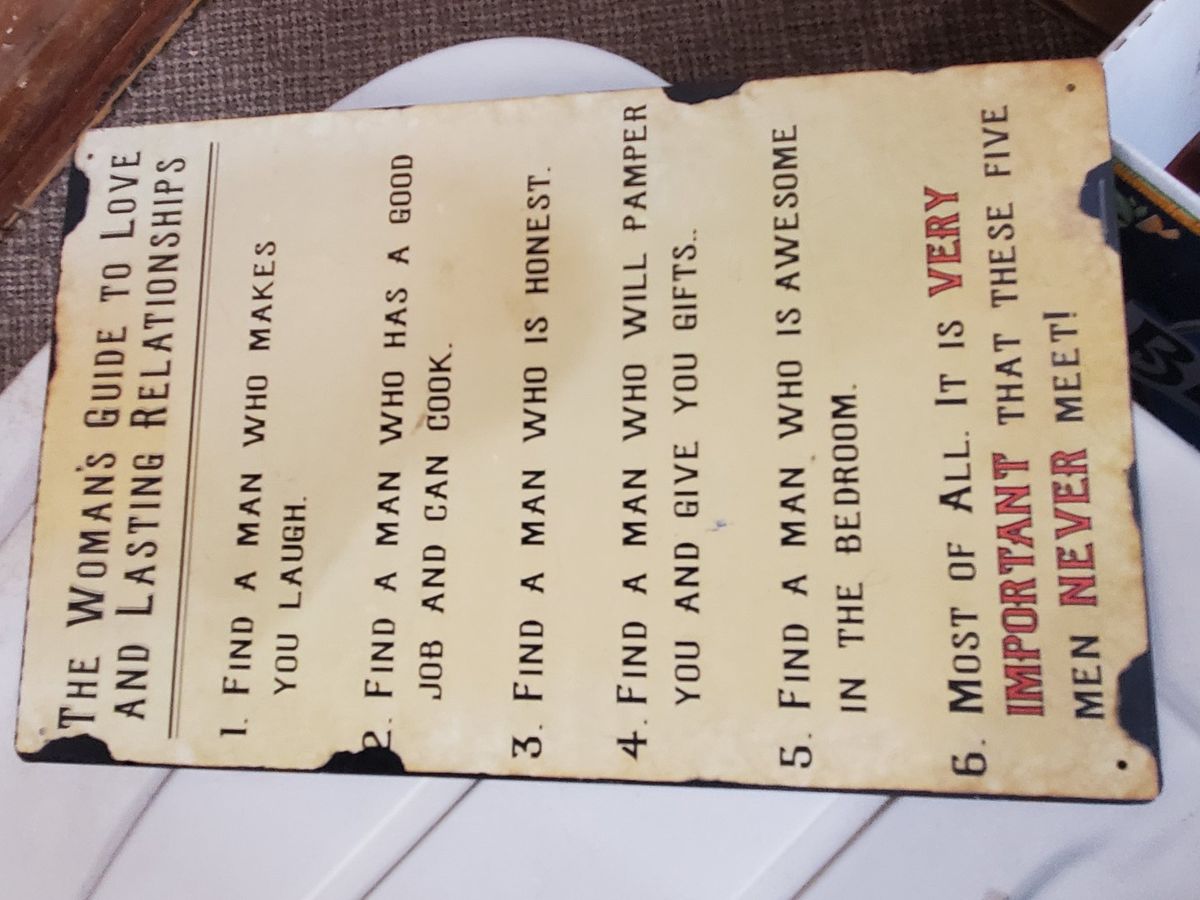 The Woman's Guide to Love
and Lasting Relationships
1. Find a man who makes
you laugh.
2. Find a man who has a good
job and can cook.
3. Find a man who is honest.
4. Find a man who will pamper
you and give you gifts..
5. Find a man who is awesome
in the bedroom.
6. Most of All. It is VERY
IMPORTANT that these five
men NEVER meet!